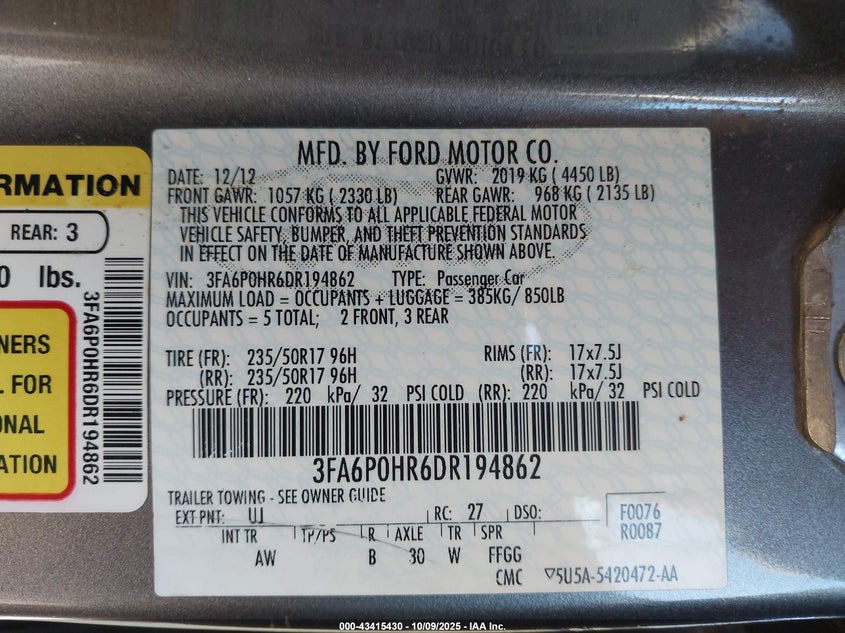 MFD. BY FORD MOTOR CO.
DATE: 12/12 GVWR: 2019 KG ( 4450 LB)
FRONT GAWR: 1057 KG ( 2330 LB) REAR GAWR: 968 KG ( 2135 LB)
THIS VEHICLE CONFORMS TO ALL APPLICABLE FEDERAL MOTOR
VEHICLE SAFETY, BUMPER, AND THEFT PREVENTION STANDARDS
IN EFFECT ON THE DATE OF MANUFACTURE SHOWN ABOVE.
VIN: 3FA6P0HR6DR194862 TYPE: Passenger Car
MAXIMUM LOAD = OCCUPANTS + LUGGAGE = 385KG/ 850LB
OCCUPANTS = 5 TOTAL; 2 FRONT, 3 REAR
TIRE (FR): 235/50R17 96H RIMS (FR): 17x7.5J
(RR): 235/50R17 96H (RR): 17x7.5J
PRESSURE (FR): 220 kPa/ 32 PSI COLD (RR): 220 kPa/ 32 PSI COLD
3FA6P0HR6DR194862
TRAILER TOWING - SEE OWNER GUIDE
EXT PNT: UJ RC: 27 DSO: F0076
INT TR TP/PS R AXLE TR SPR R0087
AW B 30 W FFGG
CMC ▽5U5A-5420472-AA
RMATION
REAR: 3
0 lbs.
NERS
L FOR
ONAL
ATION
3FA6P0HR6DR194862
000-43415430 - 10/09/2025 - IAA Inc.